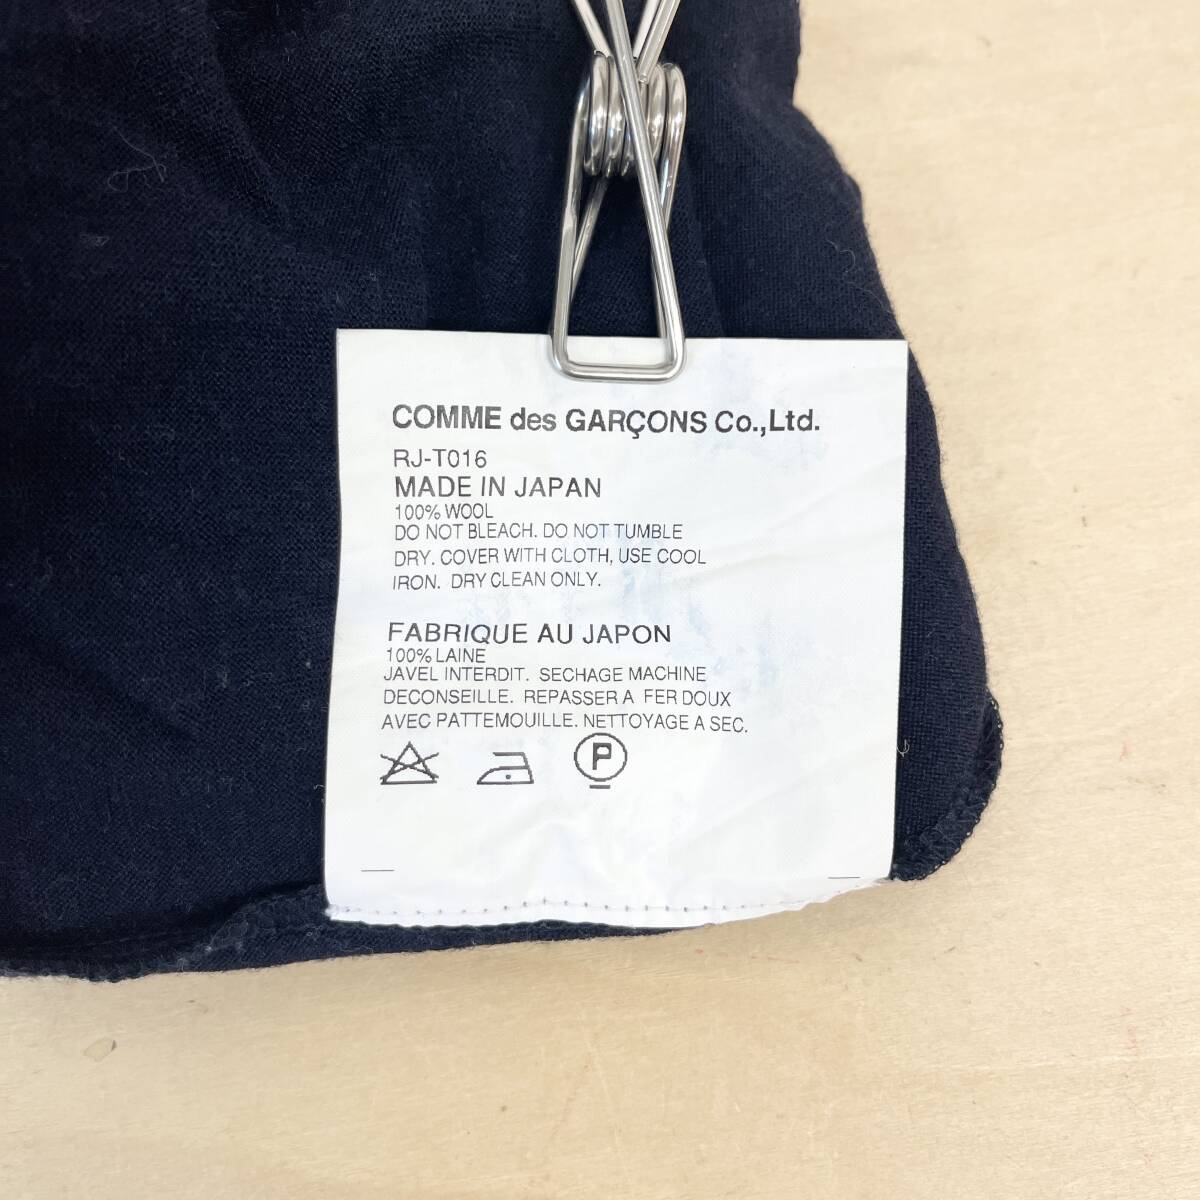 COMME des GARÇONS Co.,Ltd.
RJ-T016
MADE IN JAPAN
100% WOOL
DO NOT BLEACH. DO NOT TUMBLE
DRY. COVER WITH CLOTH, USE COOL
IRON. DRY CLEAN ONLY.
FABRIQUE AU JAPON
100% LAINE
JAVEL INTERDIT. SECHAGE MACHINE
DECONSEILLE. REPASSER A FER DOUX
AVEC PATTEMOUILLE. NETTOYAGE A SEC.
P